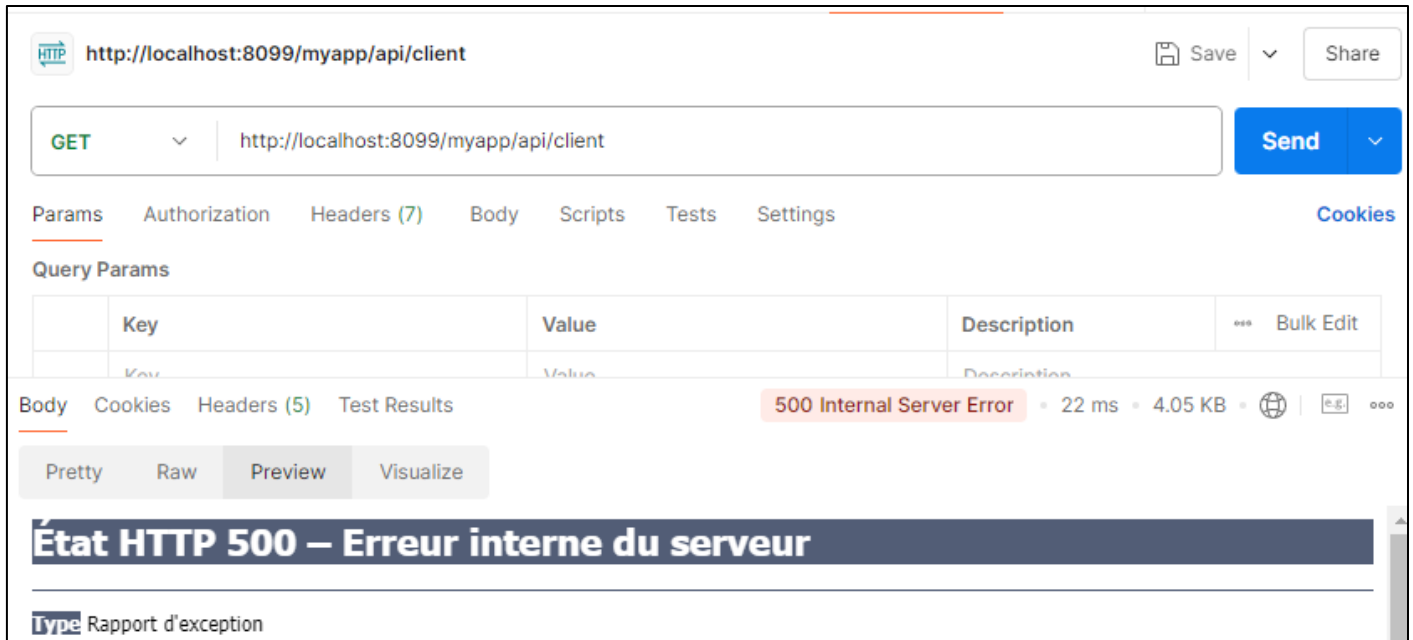 HTTP http://localhost:8099/myapp/api/client Save Share
GET http://localhost:8099/myapp/api/client Send
Params Authorization Headers (7) Body Scripts Tests Settings Cookies
Query Params
Key Value Description Bulk Edit
Key Value Description
Body Cookies Headers (5) Test Results 500 Internal Server Error 22 ms 4.05 KB e.g.
Pretty Raw Preview Visualize
État HTTP 500 – Erreur interne du serveur
Type Rapport d'exception